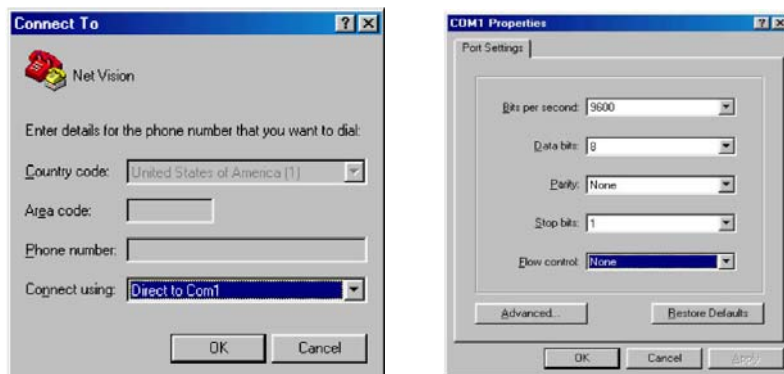 Connect To
Net Vision
Enter details for the phone number that you want to dial:
Country code: United States of America (1)
Area code:
Phone number:
Connect using: Direct to Com1
OK Cancel
COM1 Properties
Port Settings
Bits per second: 9600
Data bits: 8
Parity: None
Stop bits: 1
Flow control: None
Advanced... Restore Defaults
OK Cancel Apply